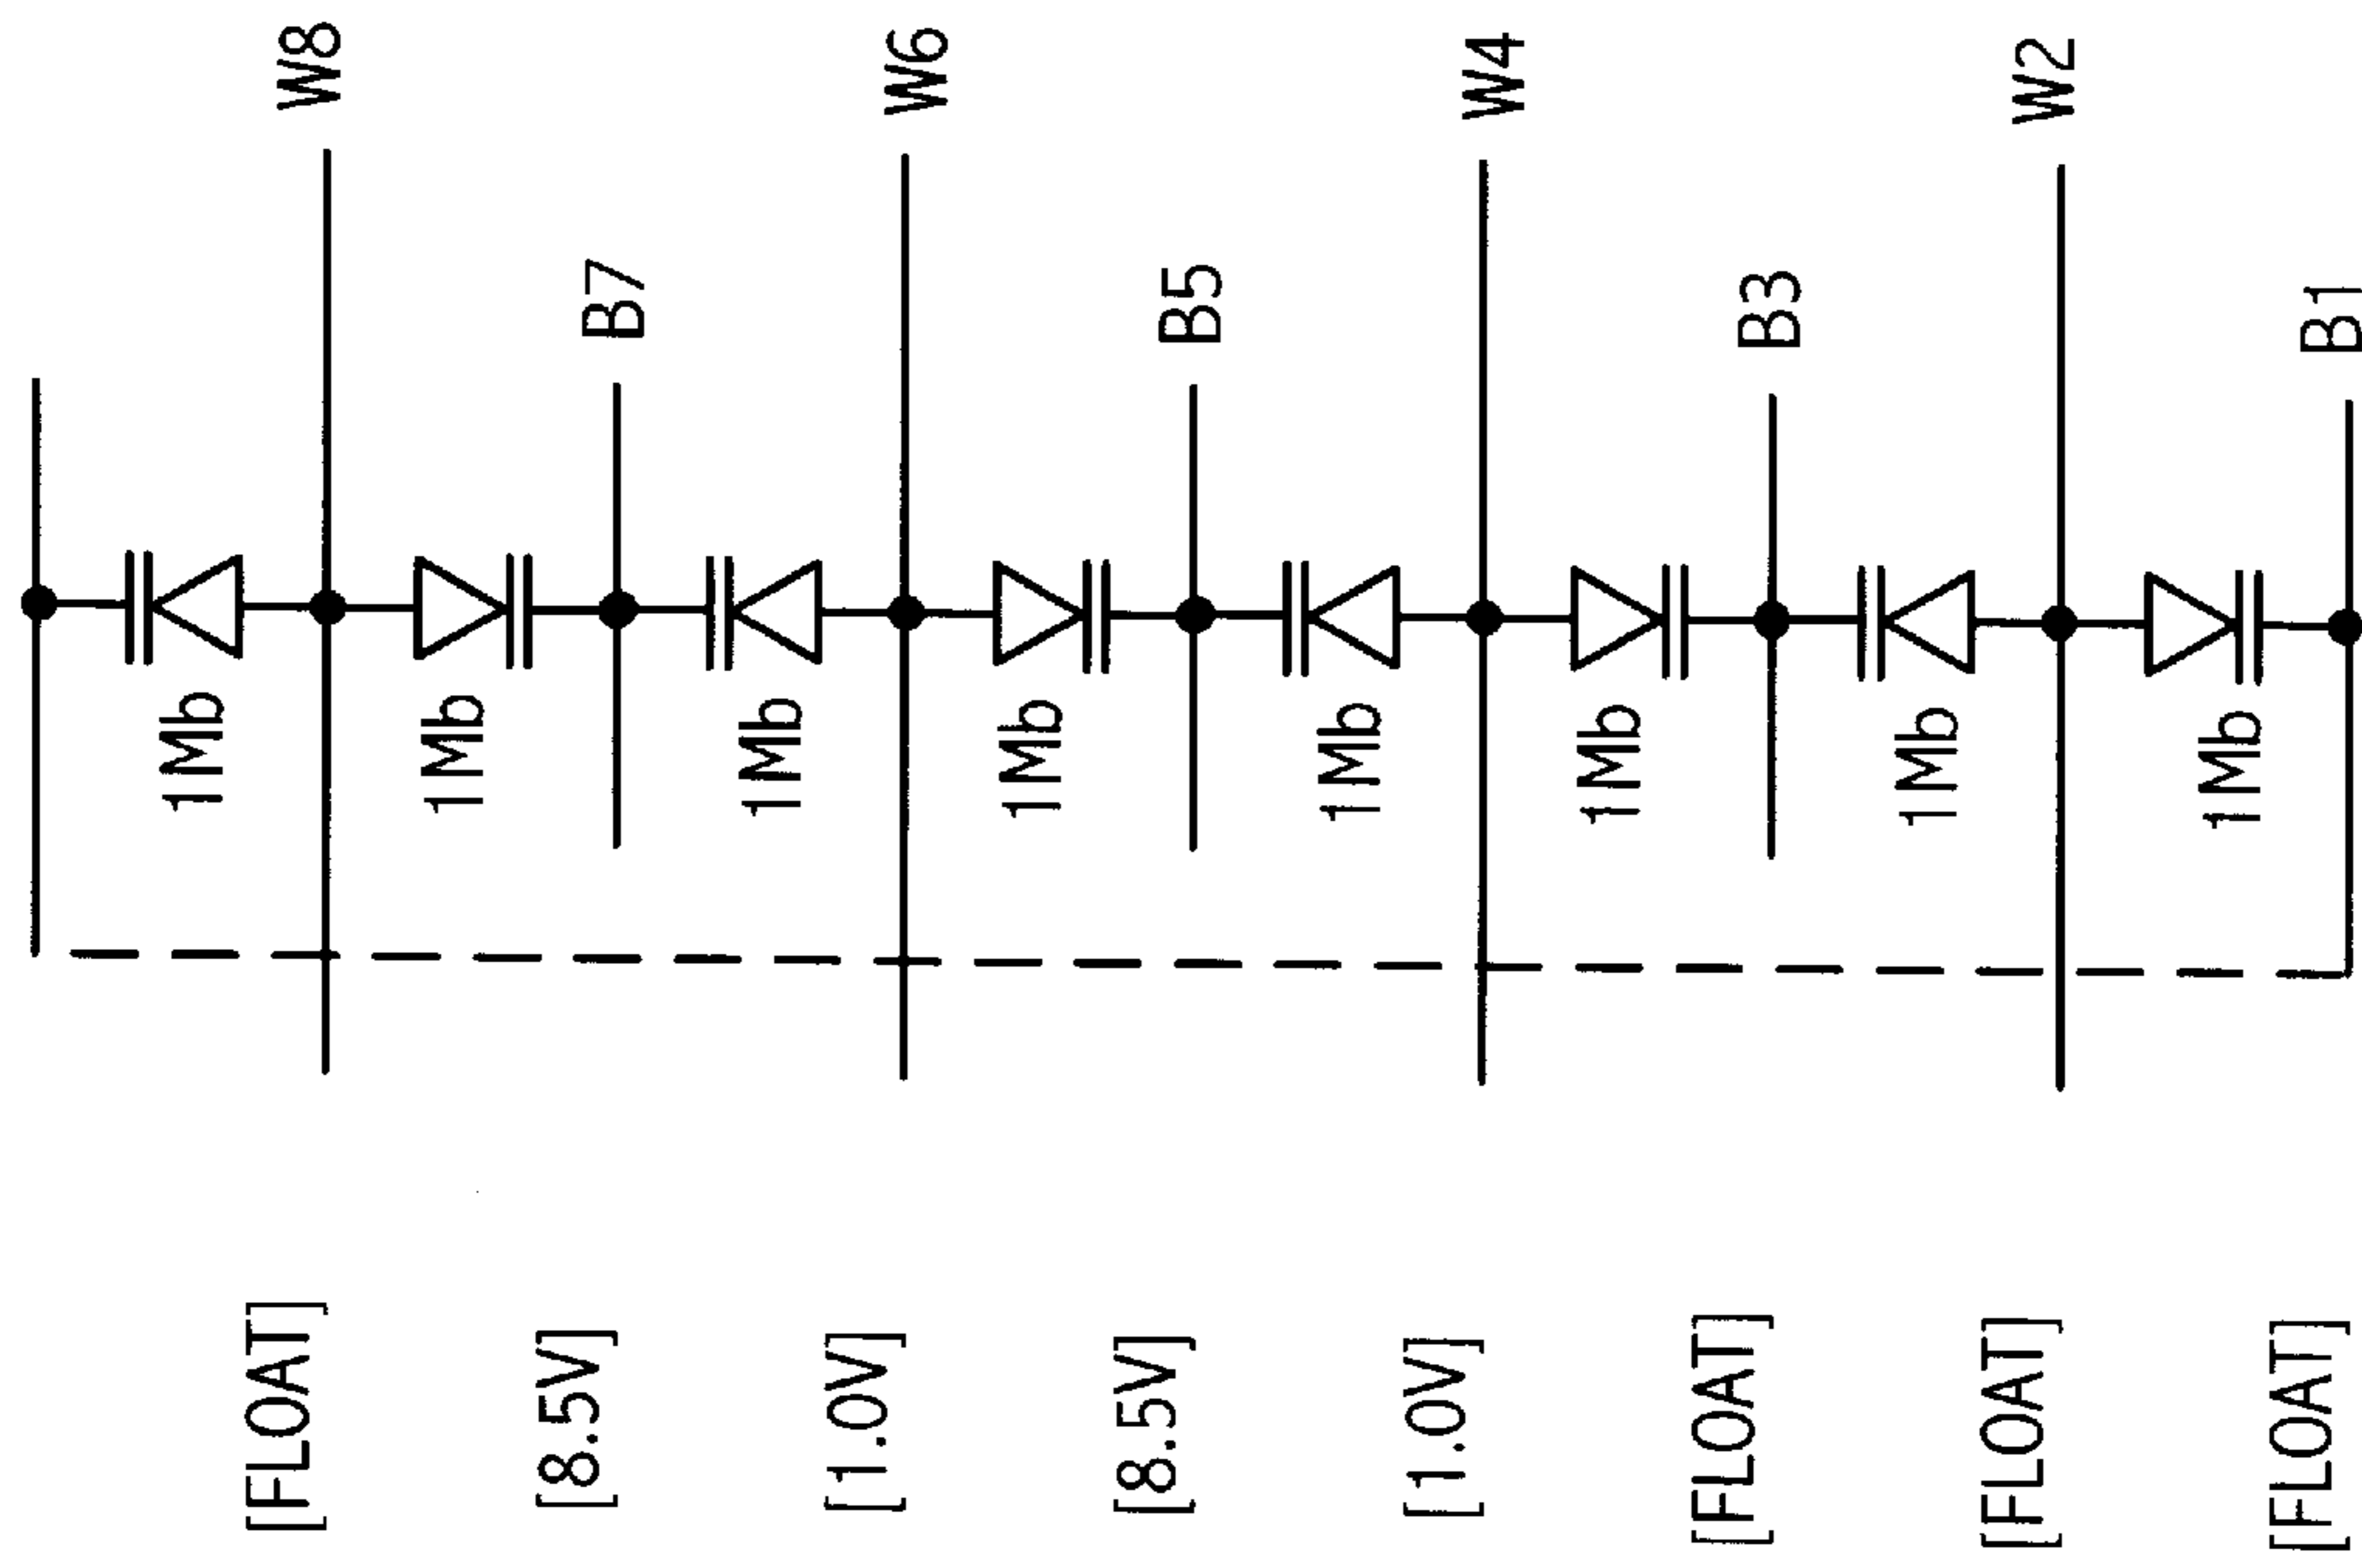 W8
W6
W4
W2
B7
B5
B3
B1
1Mb
1Mb
1Mb
1Mb
1Mb
1Mb
1Mb
1Mb
[FLOAT]
[8.5V]
[1.0V]
[8.5V]
[1.0V]
[FLOAT]
[FLOAT]
[FLOAT]